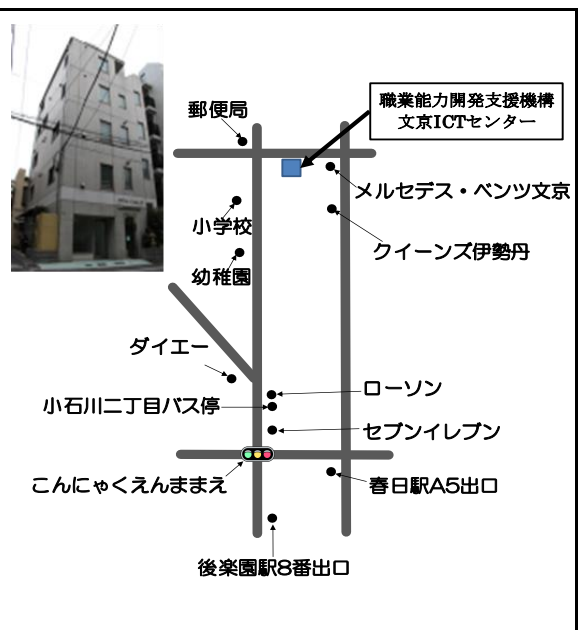 郵便局
職業能力開発支援機構
文京ICTセンター
メルセデス・ベンツ文京
小学校
クイーンズ伊勢丹
幼稚園
ダイエー
ローソン
小石川二丁目バス停
セブンイレブン
こんにゃくえんままえ
春日駅A5出口
後楽園駅8番出口